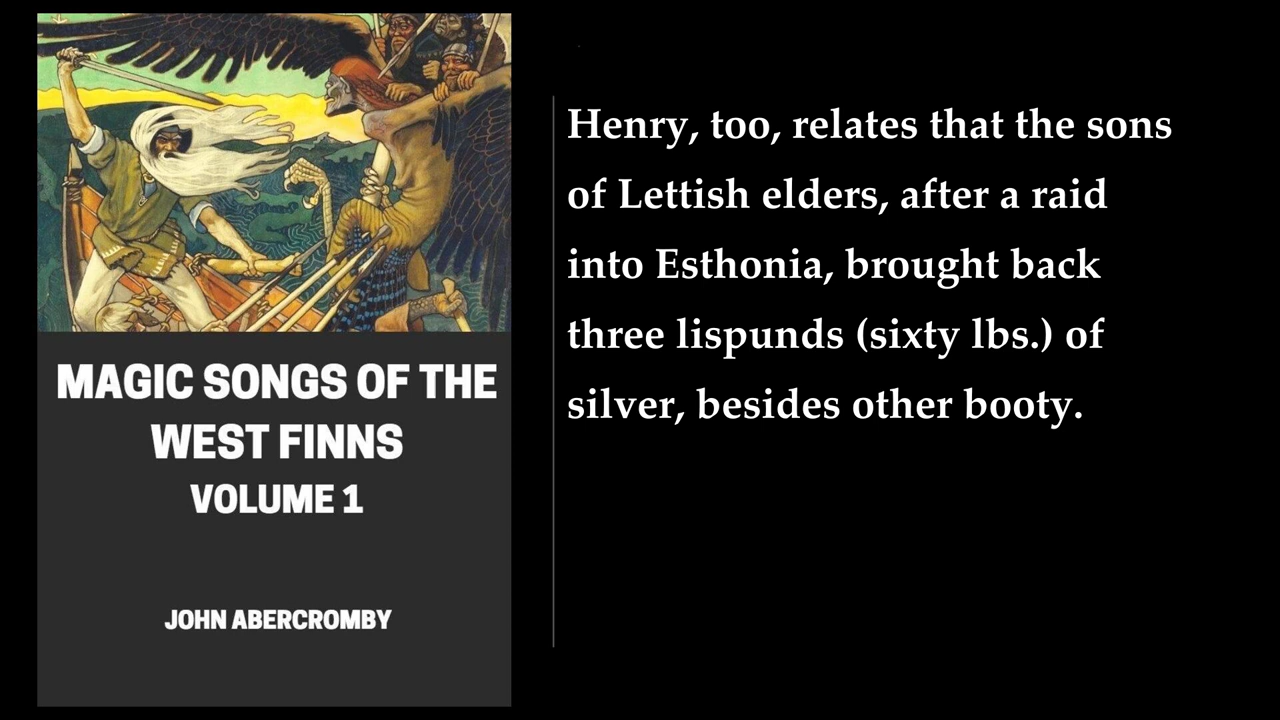 MAGIC SONGS OF THE
WEST FINNS
VOLUME 1
JOHN ABERCROMBY
Henry, too, relates that the sons
of Lettish elders, after a raid
into Esthonia, brought back
three lispunds (sixty lbs.) of
silver, besides other booty.